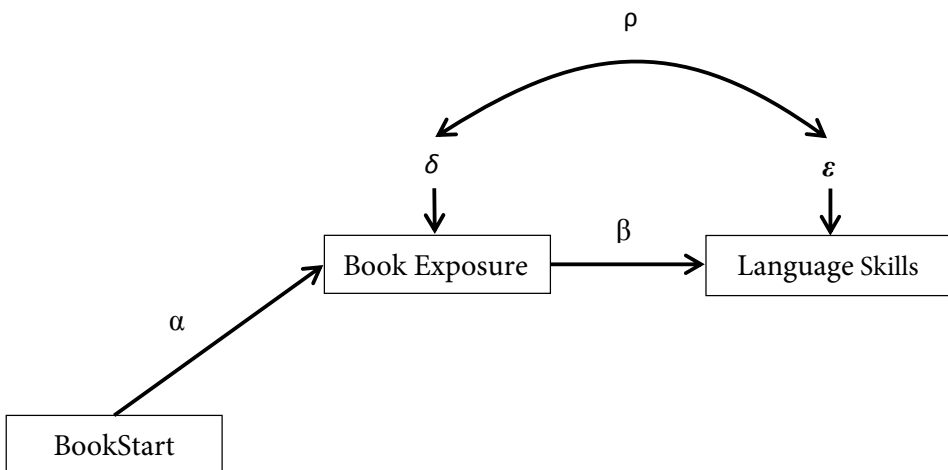 ρ
δ
ε
β
Book Exposure
Language Skills
α
BookStart